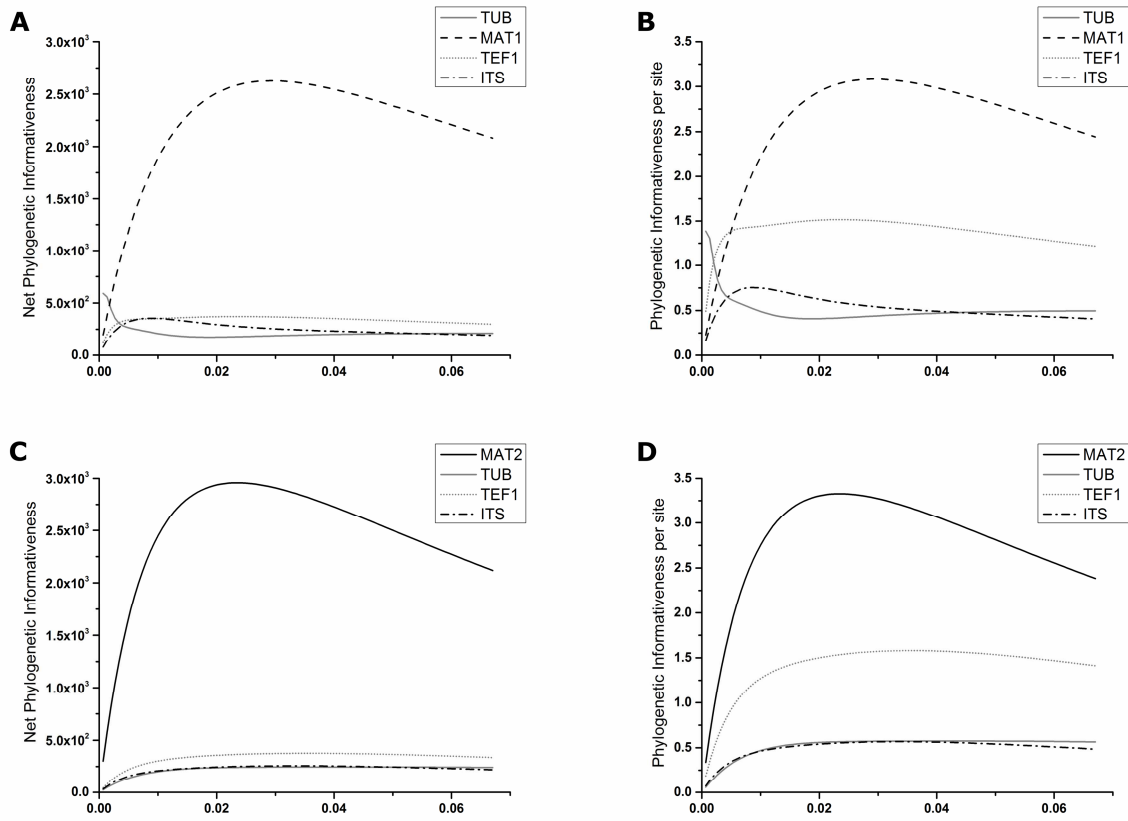 A
TUB
MAT1
TEF1
ITS
Net Phylogenetic Informativeness
3.0x10³
2.5x10³
2.0x10³
1.5x10³
1.0x10³
5.0x10²
0.0
0.00 0.02 0.04 0.06
B
TUB
MAT1
TEF1
ITS
Phylogenetic Informativeness per site
3.5
3.0
2.5
2.0
1.5
1.0
0.5
0.0
0.00 0.02 0.04 0.06
C
MAT2
TUB
TEF1
ITS
Net Phylogenetic Informativeness
3.0x10³
2.5x10³
2.0x10³
1.5x10³
1.0x10³
5.0x10²
0.0
0.00 0.02 0.04 0.06
D
MAT2
TUB
TEF1
ITS
Phylogenetic Informativeness per site
3.5
3.0
2.5
2.0
1.5
1.0
0.5
0.0
0.00 0.02 0.04 0.06